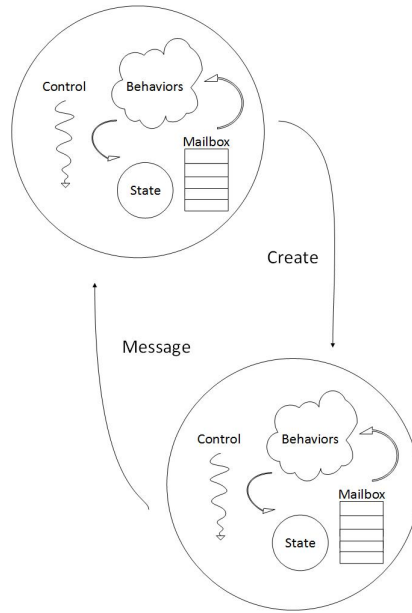 Control
Behaviors
Mailbox
State
Create
Message
Control
Behaviors
Mailbox
State